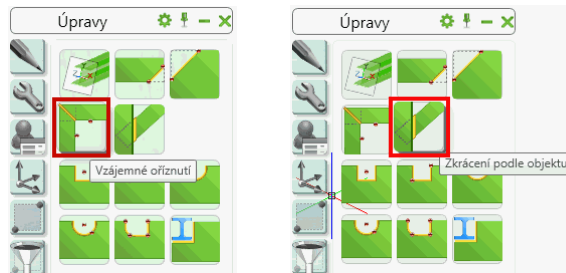 Úpravy
Vzájemné oříznutí
Úpravy
Zkrácení podle objektu